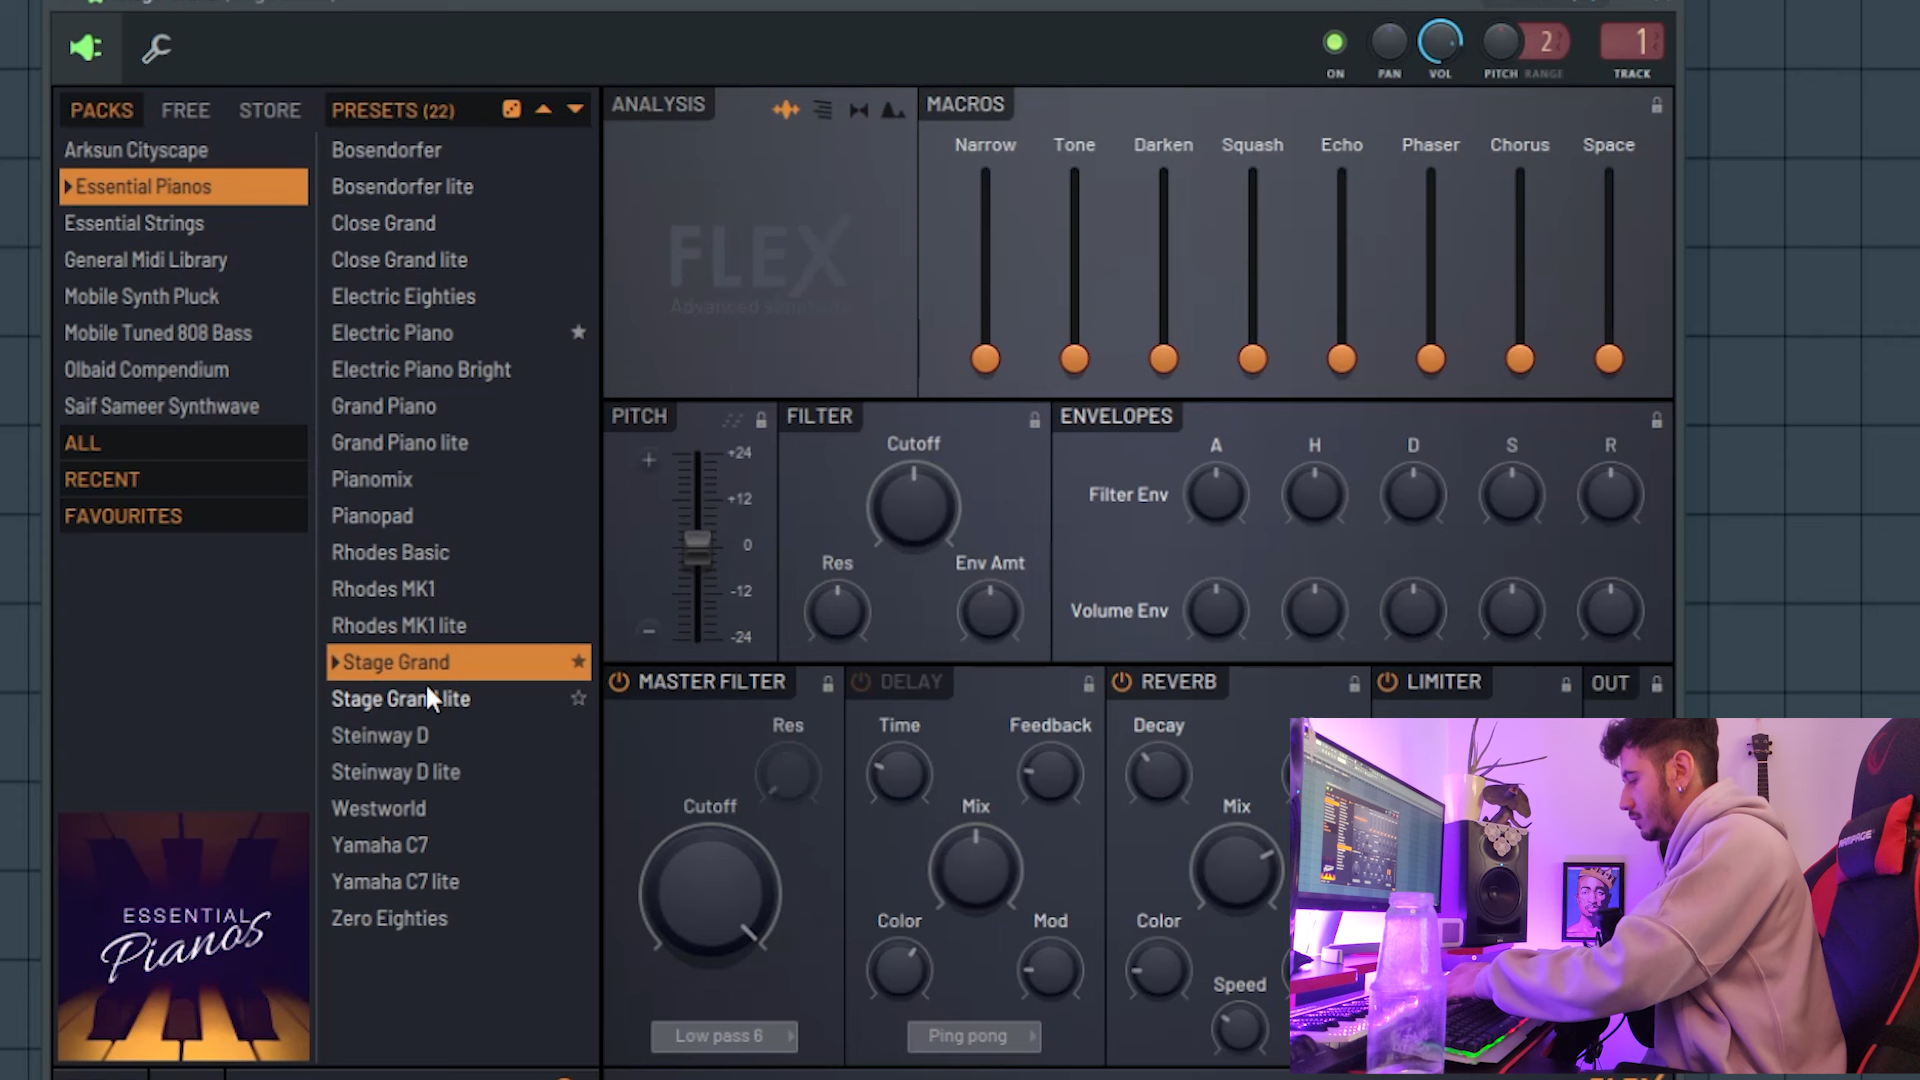 ON
PAN
VOL
PITCH RANGE
2
1
TRACK
PACKS
FREE
STORE
PRESETS (22)
Arksun Cityscape
Essential Pianos
Essential Strings
General Midi Library
Mobile Synth Pluck
Mobile Tuned 808 Bass
Olbaid Compendium
Saif Sameer Synthwave
ALL
RECENT
FAVOURITES
ESSENTIAL
Pianos
Bosendorfer
Bosendorfer lite
Close Grand
Close Grand lite
Electric Eighties
Electric Piano
Electric Piano Bright
Grand Piano
Grand Piano lite
Pianomix
Pianopad
Rhodes Basic
Rhodes MK1
Rhodes MK1 lite
Stage Grand
Stage Grand lite
Steinway D
Steinway D lite
Westworld
Yamaha C7
Yamaha C7 lite
Zero Eighties
ANALYSIS
FLEX
MACROS
Narrow
Tone
Darken
Squash
Echo
Phaser
Chorus
Space
PITCH
+24
+12
0
-12
-24
FILTER
Cutoff
Res
Env Amt
ENVELOPES
A
H
D
S
R
Filter Env
Volume Env
MASTER FILTER
Res
Cutoff
Low pass 6
DELAY
Time
Feedback
Mix
Color
Mod
Ping pong
REVERB
Decay
Mix
Color
Speed
LIMITER
OUT